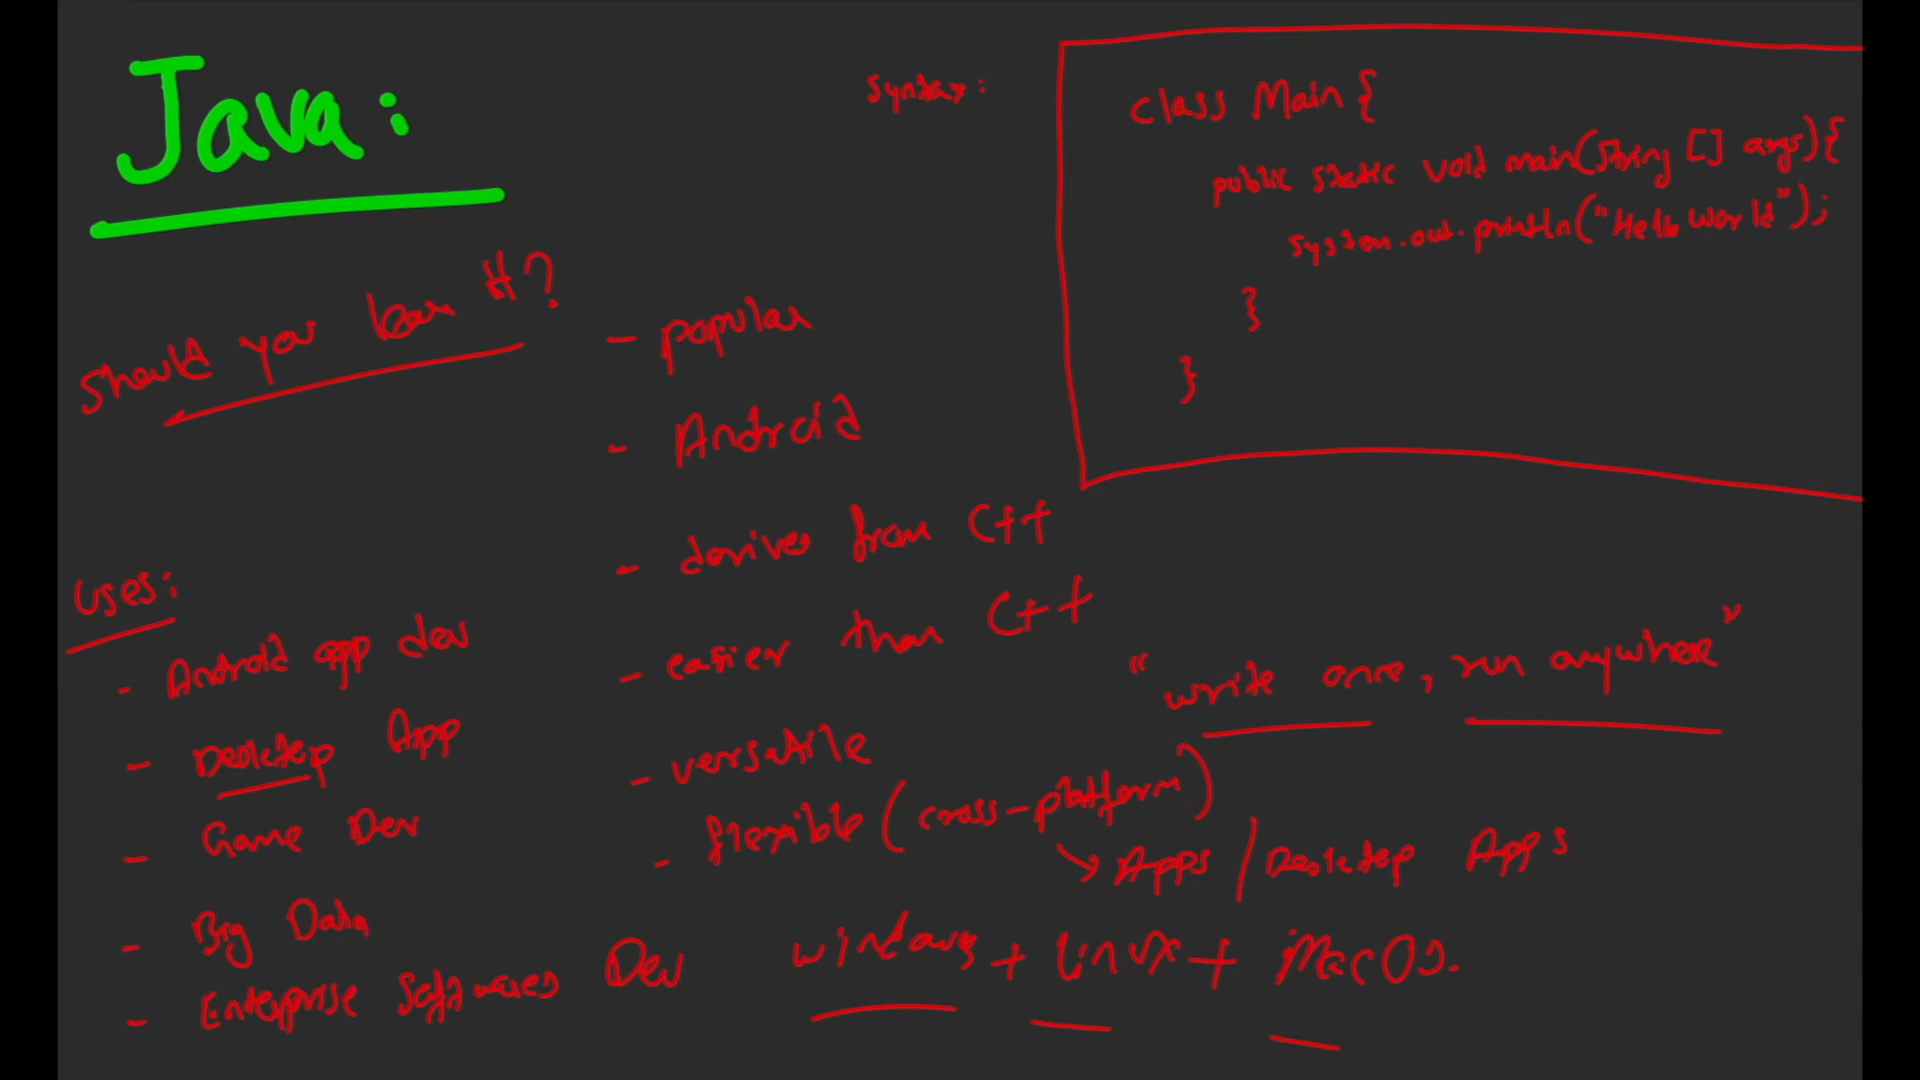 Java:
Should you learn it?
Uses:
- Android app dev
- Desktop App
- Game Dev
- Big Data
- Enterprise Softwares Dev
- popular
- Android
- derives from C++
- easier than C++
- versatile
- flexible (cross-platform)
Apps / Desktop Apps
windows + Linux + MacOS.
"write once, run anywhere"
Syntax:
class Main {
public static void main(String [] args) {
system.out.println("Hello World");
}
}